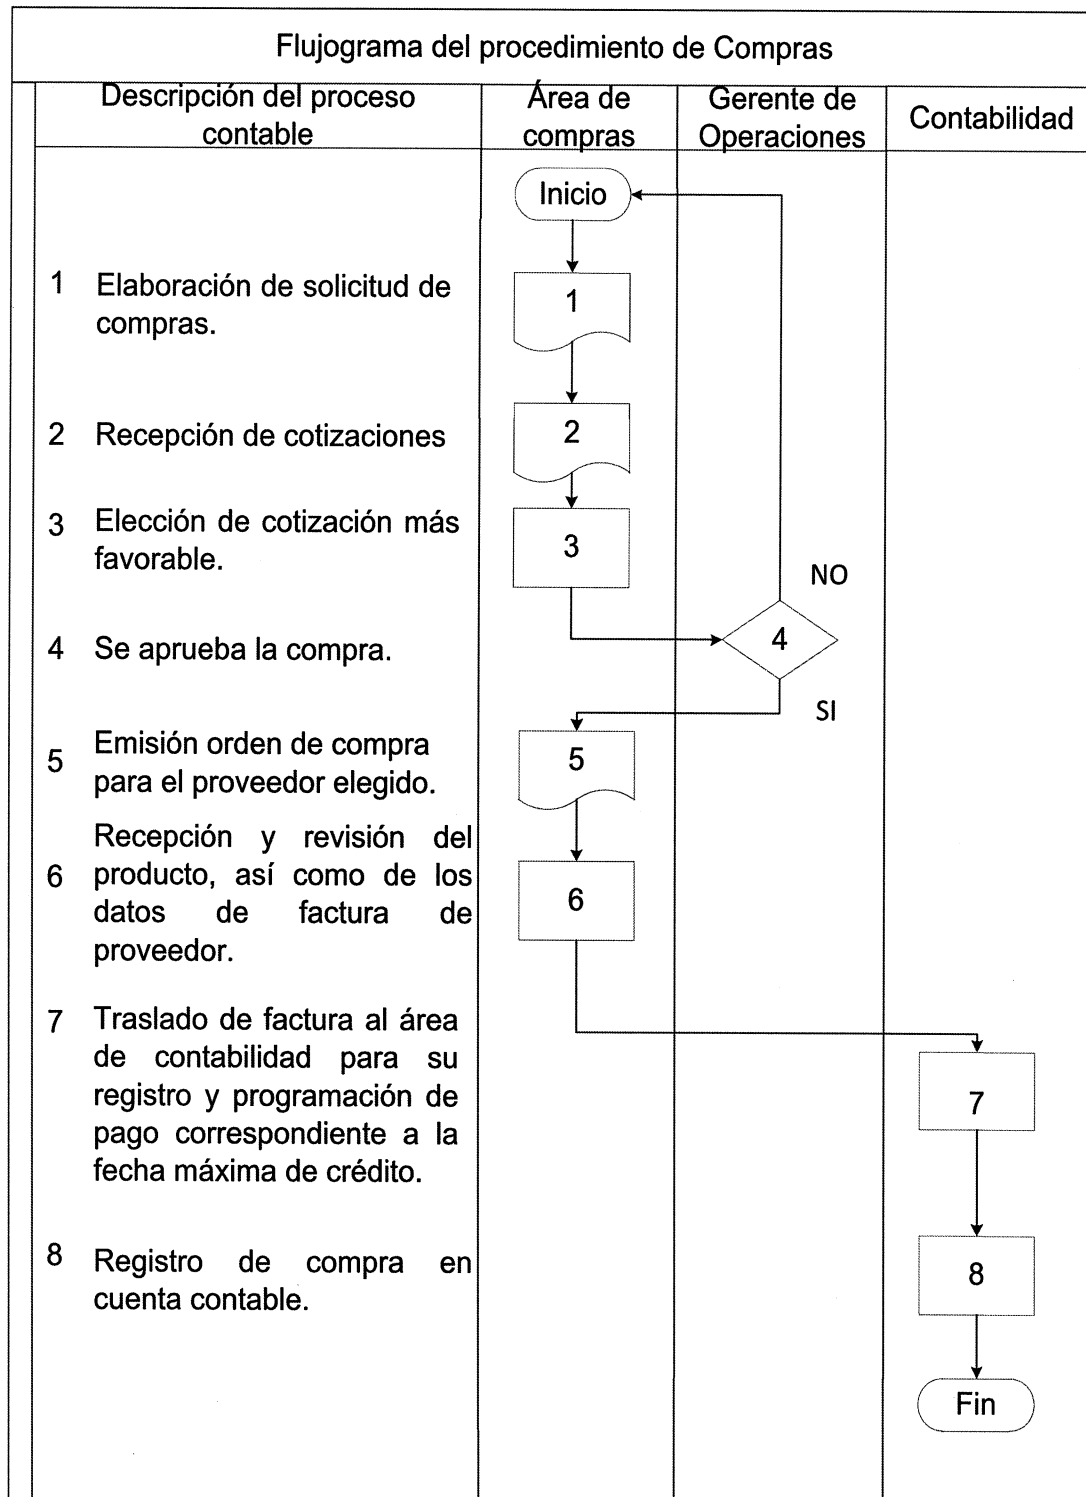 Flujograma del procedimiento de Compras
Descripción del proceso
contable
Área de
compras
Gerente de
Operaciones
Contabilidad
Inicio
1 Elaboración de solicitud de
compras.
1
2 Recepción de cotizaciones
2
3 Elección de cotización más
favorable.
3
NO
4 Se aprueba la compra.
4
SI
5 Emisión orden de compra
para el proveedor elegido.
5
6 Recepción y revisión del
producto, así como de los
datos de factura de
proveedor.
6
7 Traslado de factura al área
de contabilidad para su
registro y programación de
pago correspondiente a la
fecha máxima de crédito.
7
8 Registro de compra en
cuenta contable.
8
Fin